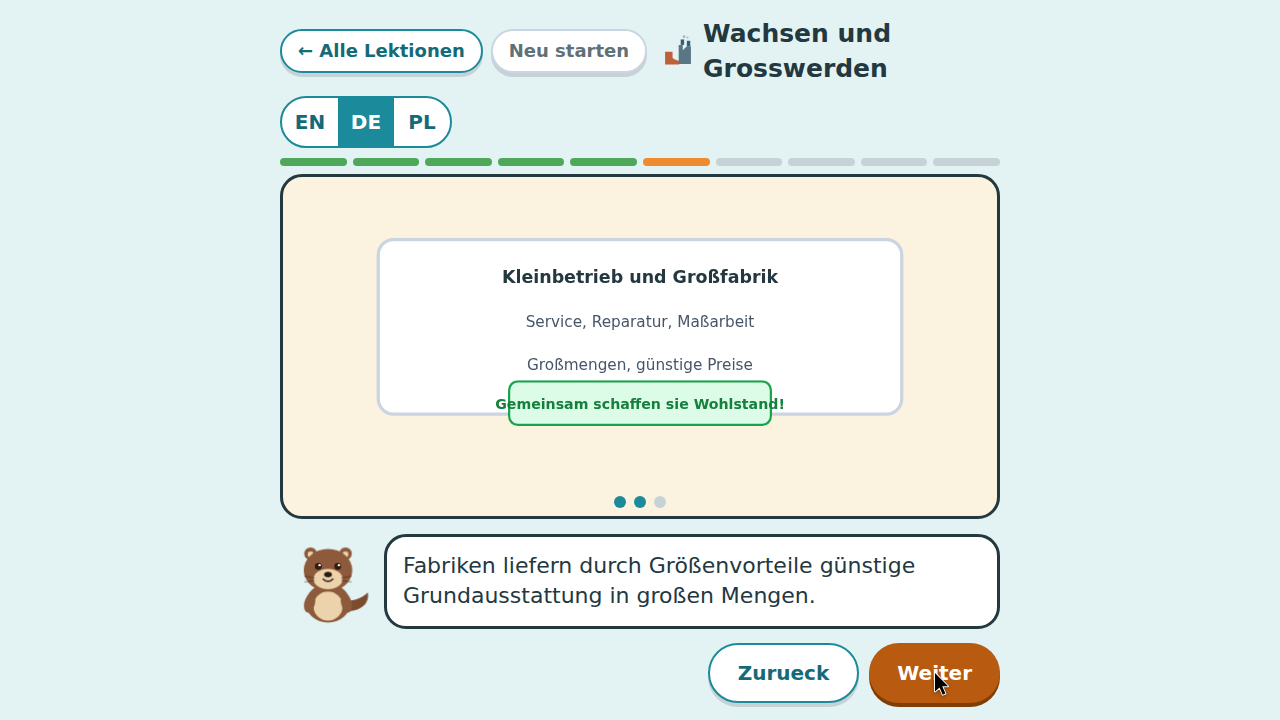 ← Alle Lektionen
Neu starten
Wachsen und
Grosswerden
EN DE PL
Kleinbetrieb und Großfabrik
Service, Reparatur, Maßarbeit
Großmengen, günstige Preise
Gemeinsam schaffen sie Wohlstand!
Fabriken liefern durch Größenvorteile günstige
Grundausstattung in großen Mengen.
Zurueck
Weiter